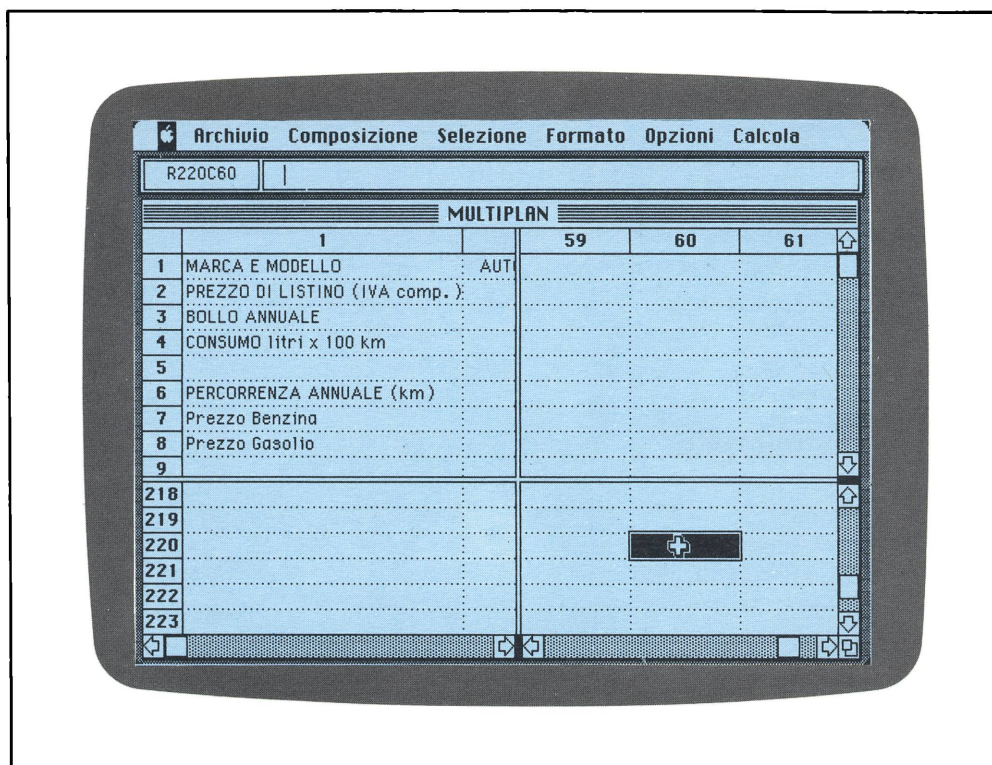 Archivio Composizione Selezione Formato Opzioni Calcola
R220C60
MULTIPLAN
1 59 60 61
1 MARCA E MODELLO AUT
2 PREZZO DI LISTINO (IVA comp.)
3 BOLLO ANNUALE
4 CONSUMO litri x 100 km
5
6 PERCORRENZA ANNUALE (km)
7 Prezzo Benzina
8 Prezzo Gasolio
9
218
219
220
221
222
223